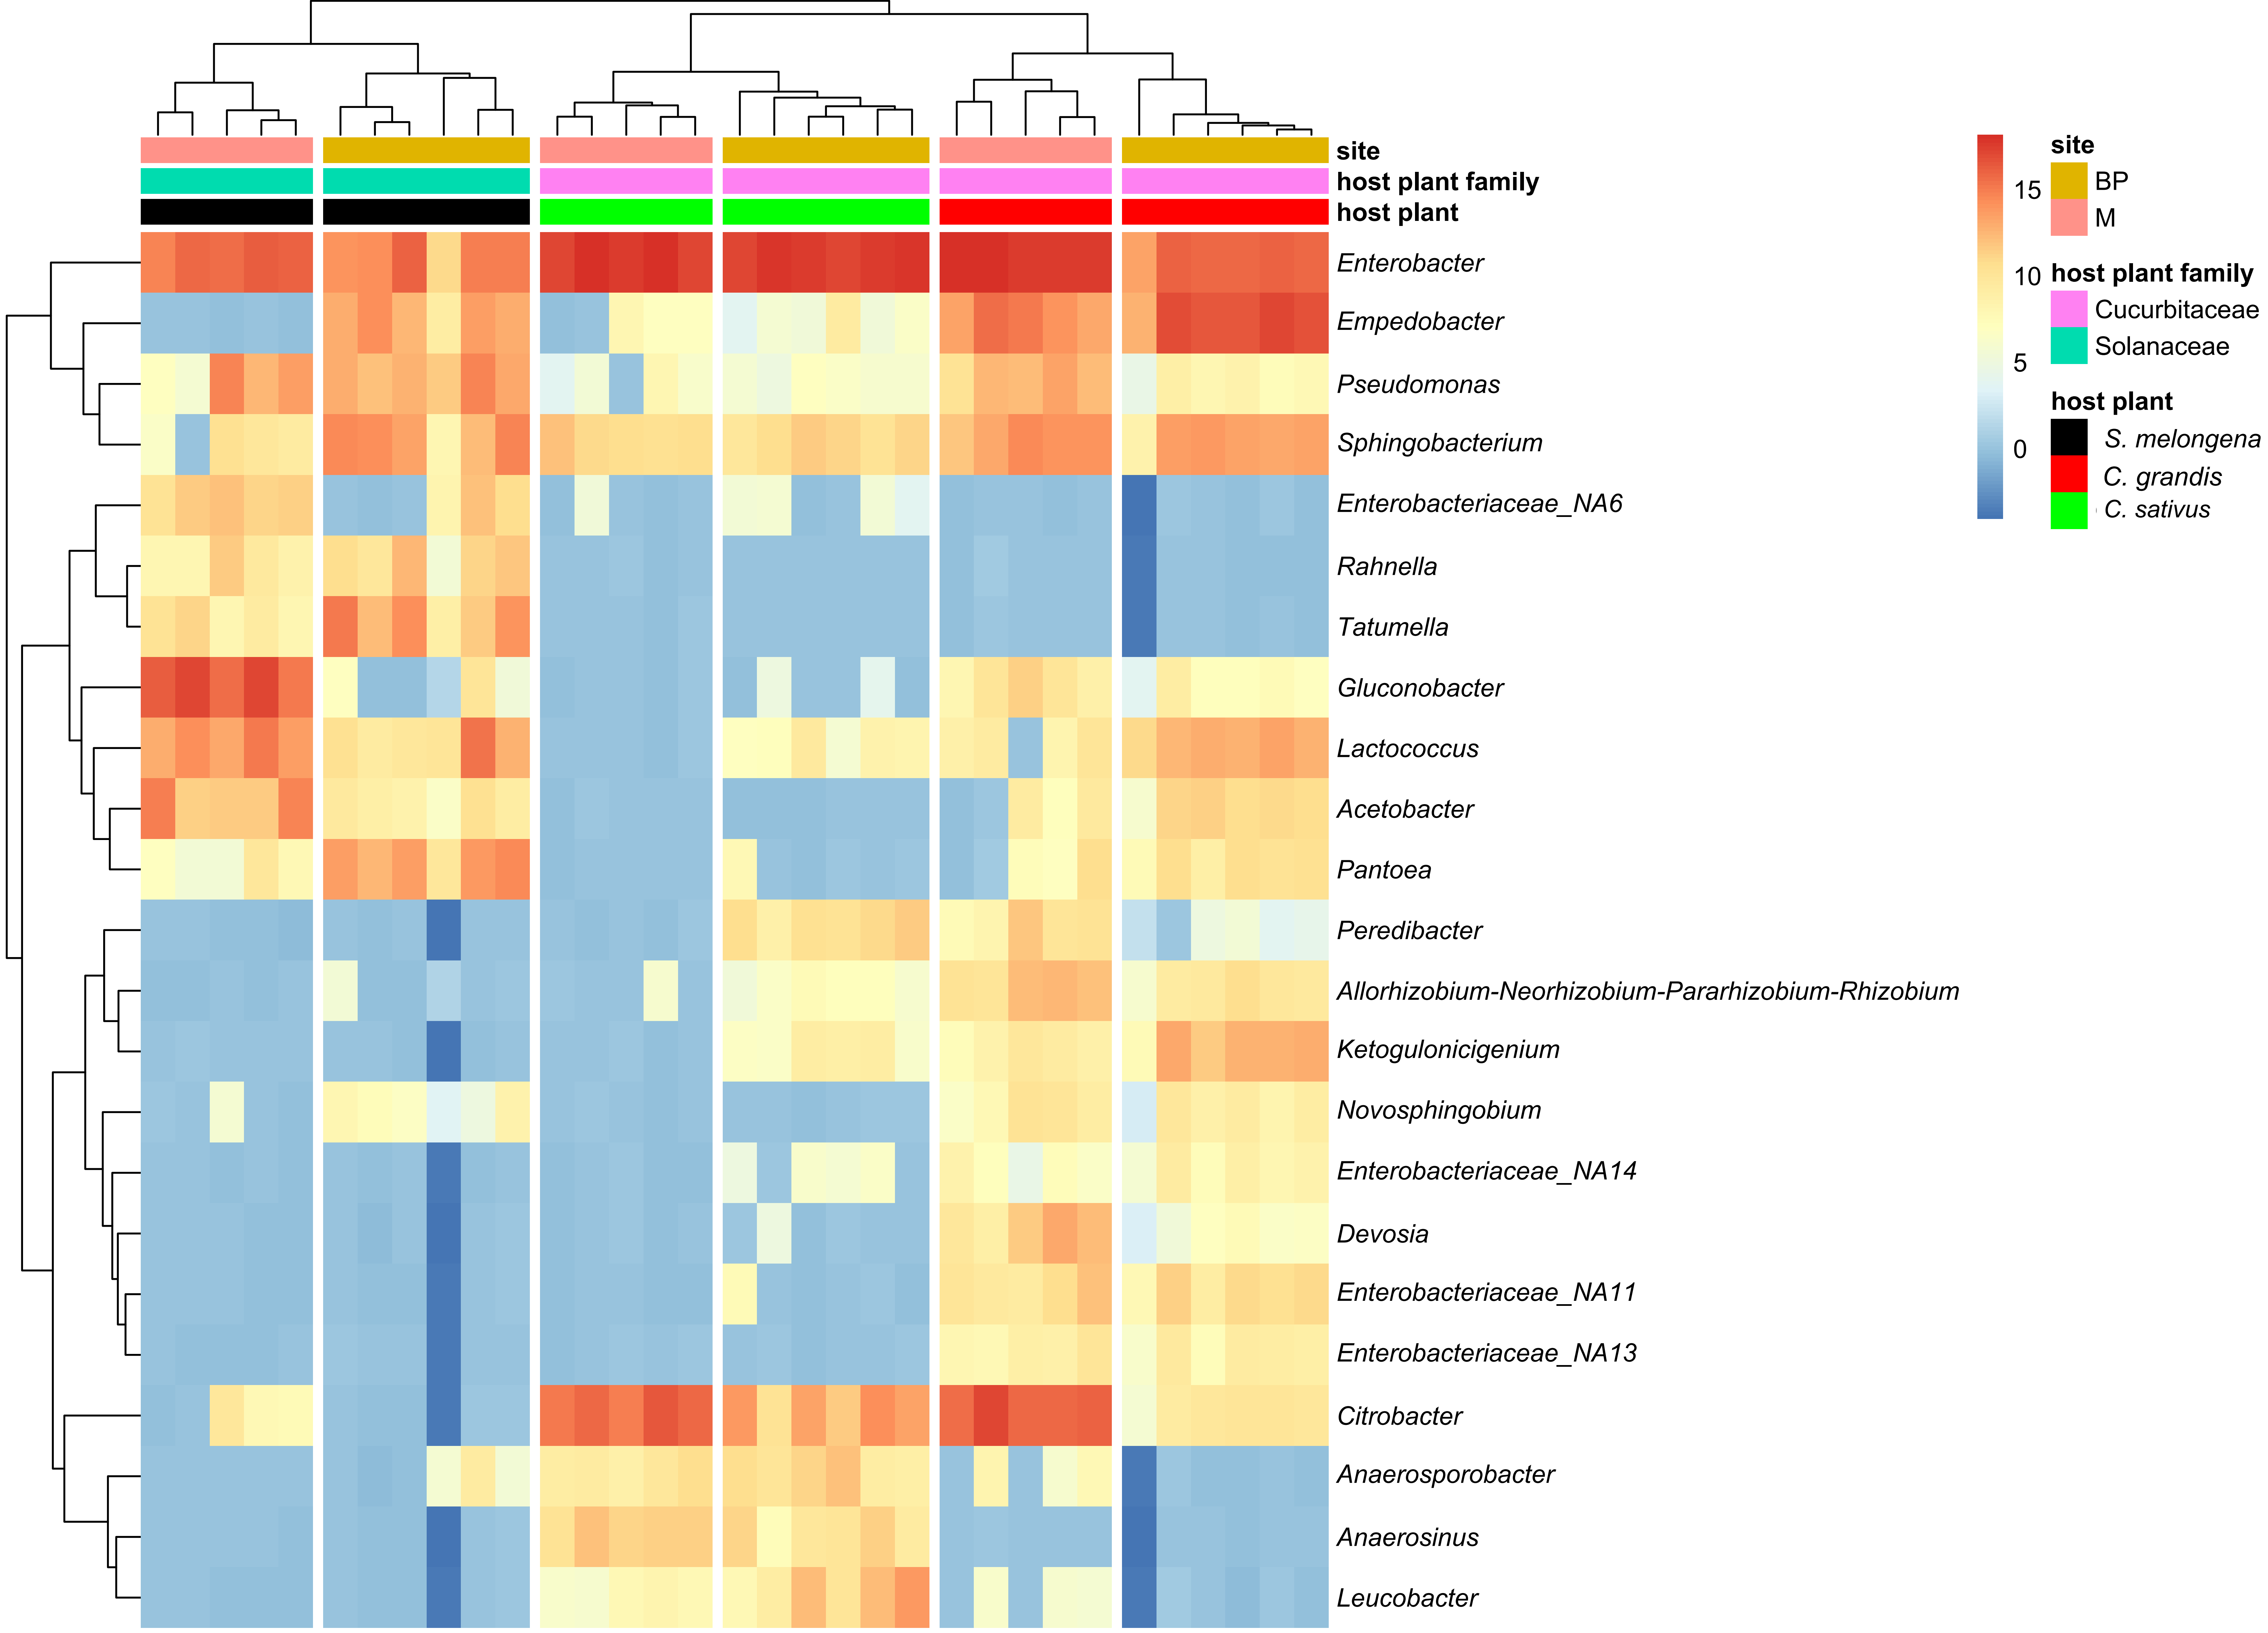 site
host plant family
host plant
Enterobacter
Empedobacter
Pseudomonas
Sphingobacterium
Enterobacteriaceae_NA6
Rahnella
Tatumella
Gluconobacter
Lactococcus
Acetobacter
Pantoea
Peredibacter
Allorhizobium-Neorhizobium-Pararhizobium-Rhizobium
Ketogulonicigenium
Novosphingobium
Enterobacteriaceae_NA14
Devosia
Enterobacteriaceae_NA11
Enterobacteriaceae_NA13
Citrobacter
Anaerosporobacter
Anaerosinus
Leucobacter
15
10
5
0
site
BP
M
host plant family
Cucurbitaceae
Solanaceae
host plant
S. melongena
C. grandis
C. sativus